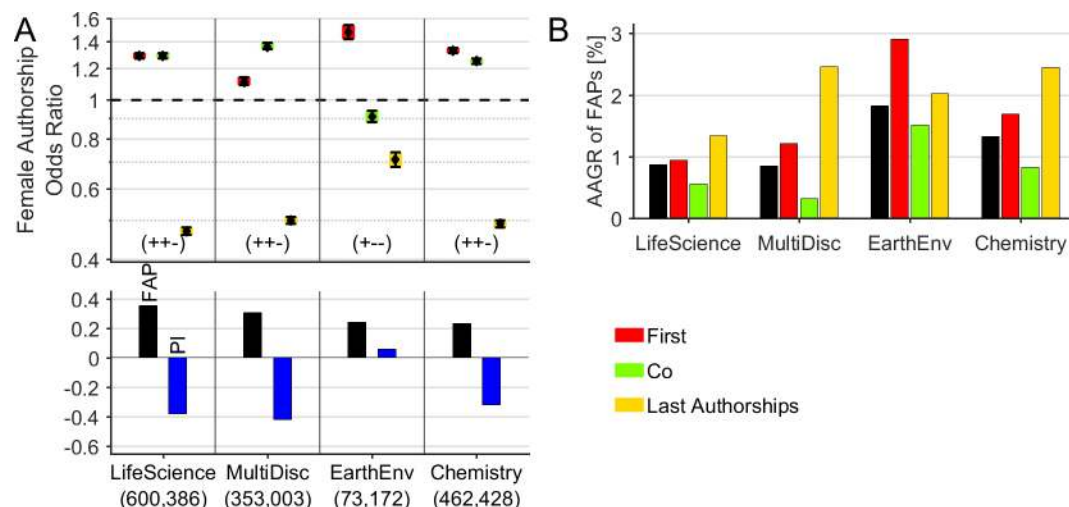 A
Female Authorship
Odds Ratio
1.6
1.4
1.2
1
0.8
0.6
0.4
(++-)
(++-)
(+--)
(++-)
FAP
PI
0.4
0.2
0
-0.2
-0.4
-0.6
LifeScience MultiDisc EarthEnv Chemistry
(600,386) (353,003) (73,172) (462,428)
B
AAGR of FAPs [%]
3
2
1
0
LifeScience MultiDisc EarthEnv Chemistry
First
Co
Last Authorships